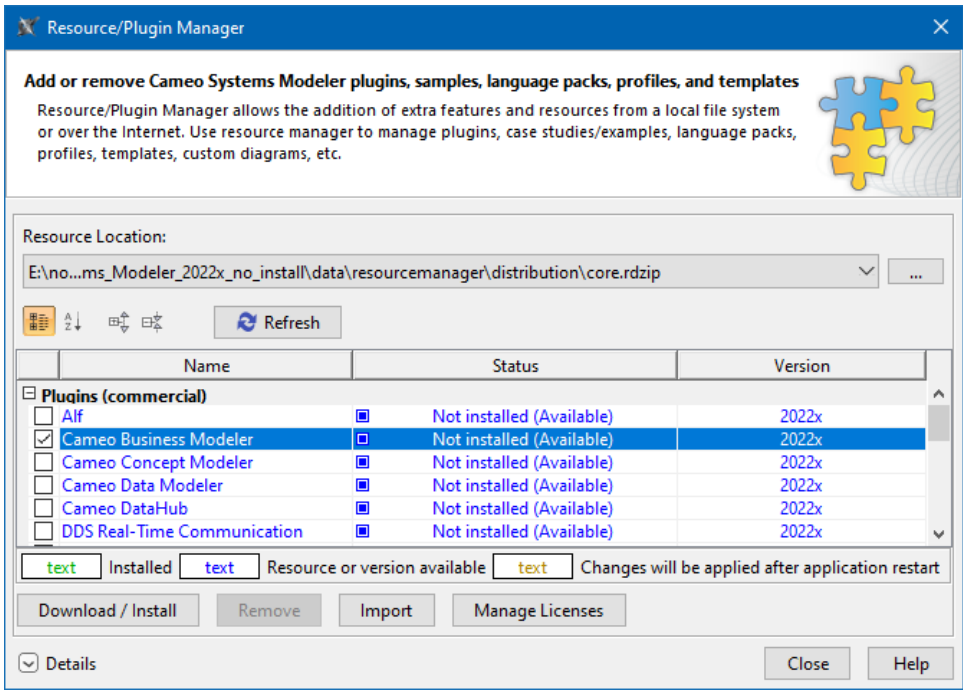 Resource/Plugin Manager
Add or remove Cameo Systems Modeler plugins, samples, language packs, profiles, and templates
Resource/Plugin Manager allows the addition of extra features and resources from a local file system
or over the Internet. Use resource manager to manage plugins, case studies/examples, language packs,
profiles, templates, custom diagrams, etc.
Resource Location:
E:\no...ms_Modeler_2022x_no_install\data\resourcemanager\distribution\core.rdzip ...
Refresh
Name Status Version
Plugins (commercial)
Alf Not installed (Available) 2022x
Cameo Business Modeler Not installed (Available) 2022x
Cameo Concept Modeler Not installed (Available) 2022x
Cameo Data Modeler Not installed (Available) 2022x
Cameo DataHub Not installed (Available) 2022x
DDS Real-Time Communication Not installed (Available) 2022x
text Installed text Resource or version available text Changes will be applied after application restart
Download / Install Remove Import Manage Licenses
Details Close Help